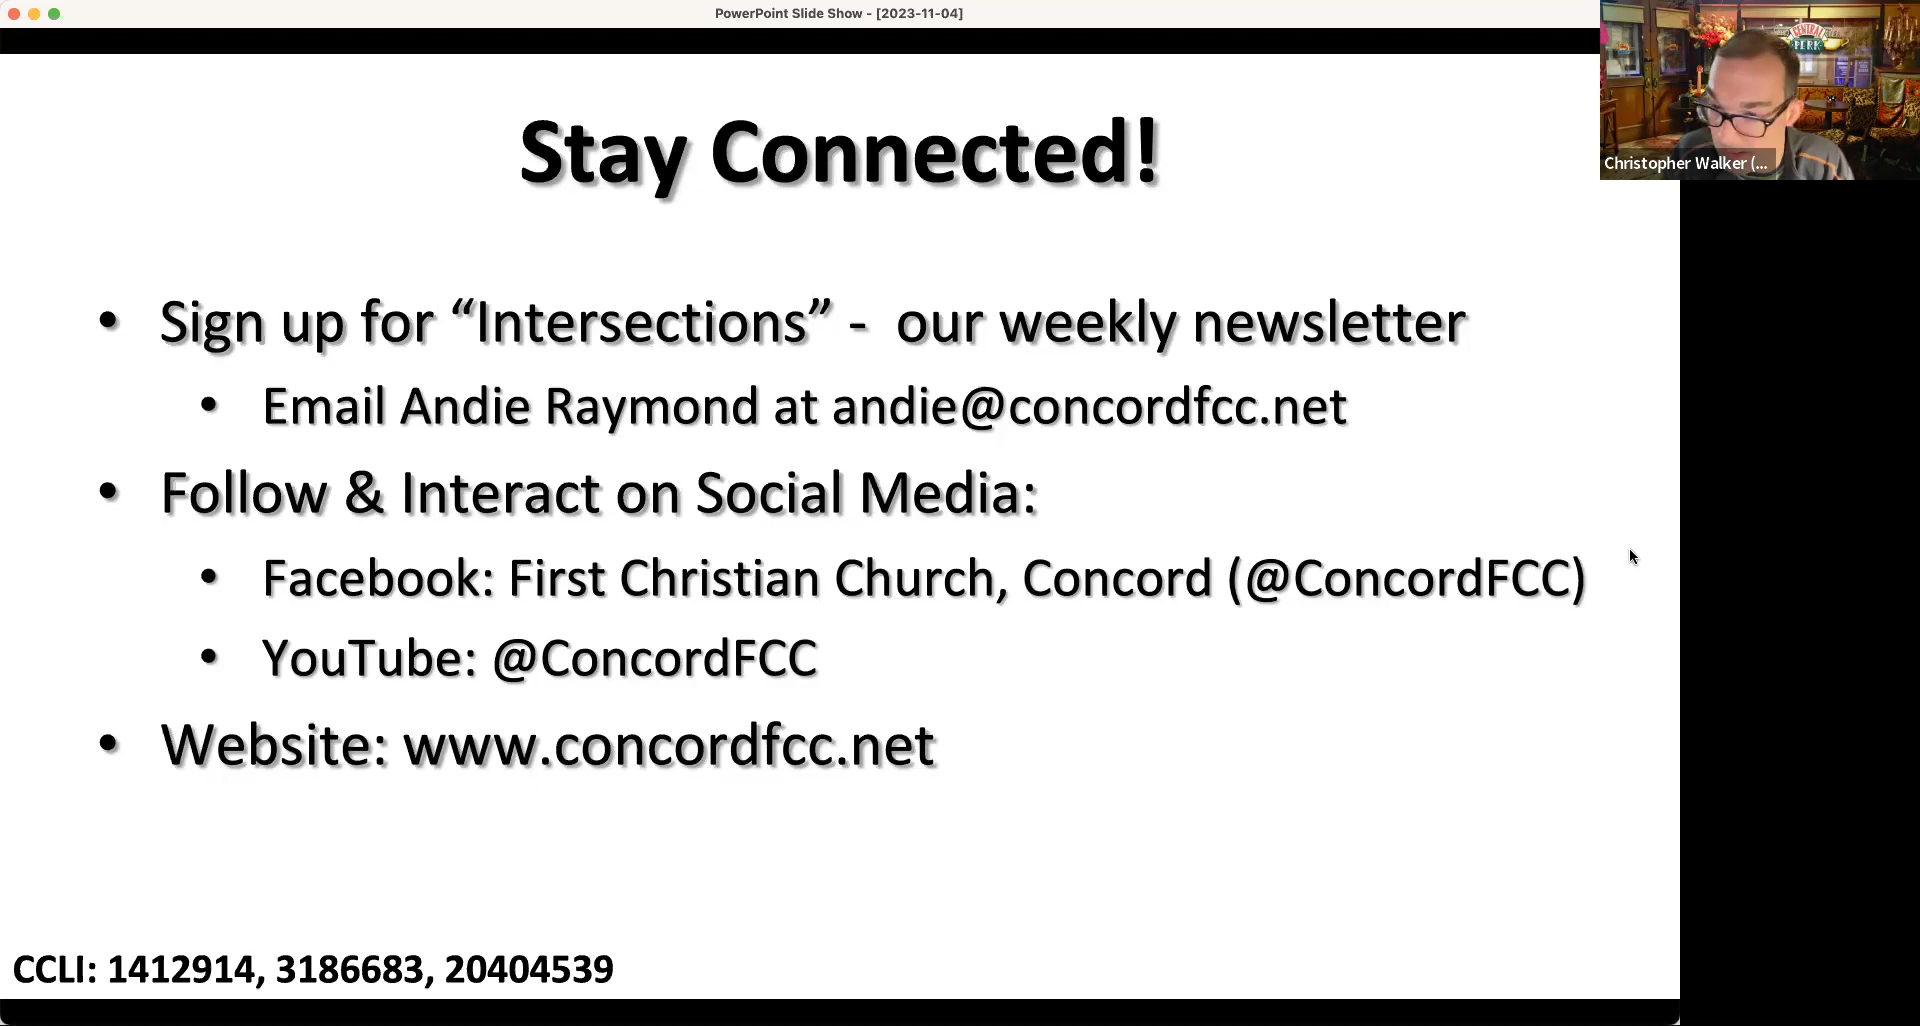 PowerPoint Slide Show - [2023-11-04]
CENTRAL
PERK
Christopher Walker (...
Stay Connected!
• Sign up for “Intersections” - our weekly newsletter
• Email Andie Raymond at andie@concordfcc.net
• Follow & Interact on Social Media:
• Facebook: First Christian Church, Concord (@ConcordFCC)
• YouTube: @ConcordFCC
• Website: www.concordfcc.net
CCLI: 1412914, 3186683, 20404539